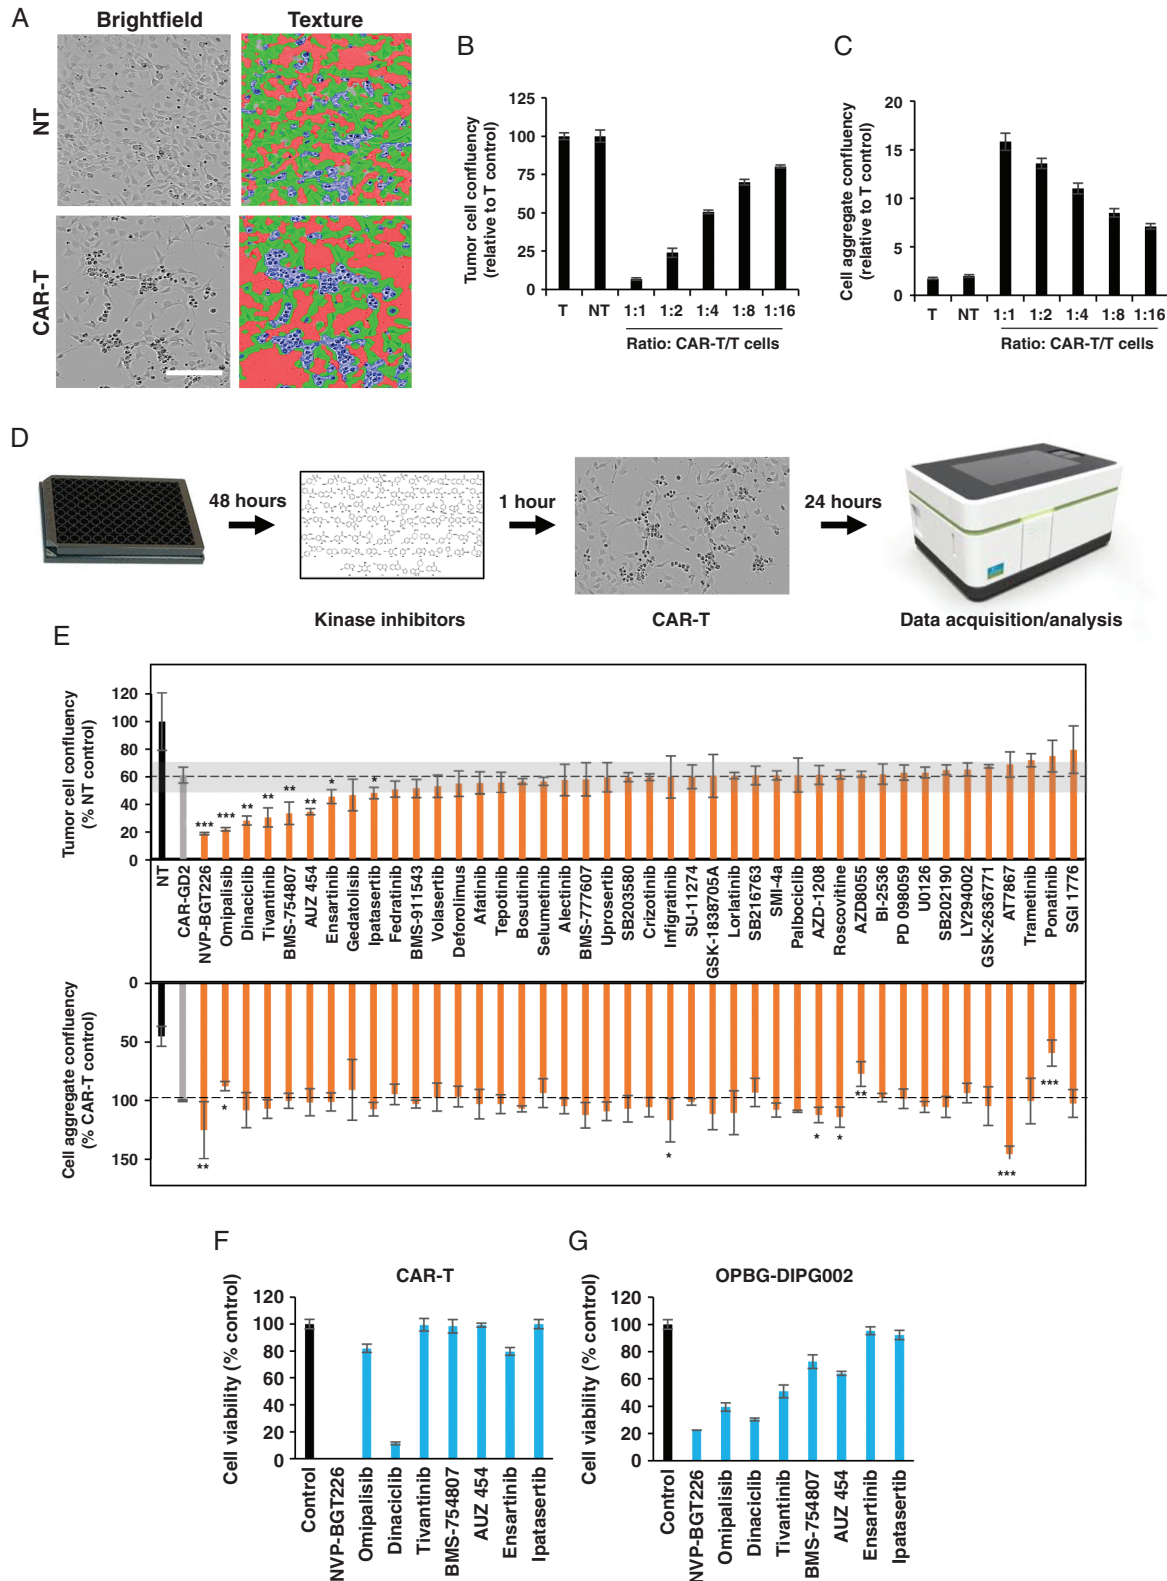 A
Brightfield
Texture
NT
CAR-T
B
Tumor cell confluency
(relative to T control)
125
100
75
50
25
0
T NT 1:1 1:2 1:4 1:8 1:16
Ratio: CAR-T/T cells
C
Cell aggregate confluency
(relative to T control)
20
15
10
5
0
T NT 1:1 1:2 1:4 1:8 1:16
Ratio: CAR-T/T cells
D
48 hours
1 hour
24 hours
Kinase inhibitors
CAR-T
Data acquisition/analysis
E
Tumor cell confluency
(% NT control)
120
100
80
60
40
20
0
*** *** ** ** ** ** * *
NT
CAR-GD2
NVP-BGT226
Omipalisib
Dinaciclib
Tivantinib
BMS-754807
AUZ 454
Ensartinib
Gedatolisib
Ipatasertib
Fedratinib
BMS-911543
Volasertib
Deforolimus
Afatinib
Tepotinib
Bosutinib
Selumetinib
Alectinib
BMS-777607
Uprosertib
SB203580
Crizotinib
Infigratinib
SU-11274
GSK-1838705A
Lorlatinib
SB216763
SMI-4a
Palbociclib
AZD-1208
Roscovitine
AZD8055
BI-2536
PD 098059
U0126
SB202190
LY294002
GSK-2636771
AT7867
Trametinib
Ponatinib
SGI 1776
Cell aggregate confluency
(% CAR-T control)
0
50
100
150
** * * * * ** *** ***
F
CAR-T
Cell viability (% control)
120
100
80
60
40
20
0
Control
NVP-BGT226
Omipalisib
Dinaciclib
Tivantinib
BMS-754807
AUZ 454
Ensartinib
Ipatasertib
G
OPBG-DIPG002
Cell viability (% control)
120
100
80
60
40
20
0
Control
NVP-BGT226
Omipalisib
Dinaciclib
Tivantinib
BMS-754807
AUZ 454
Ensartinib
Ipatasertib